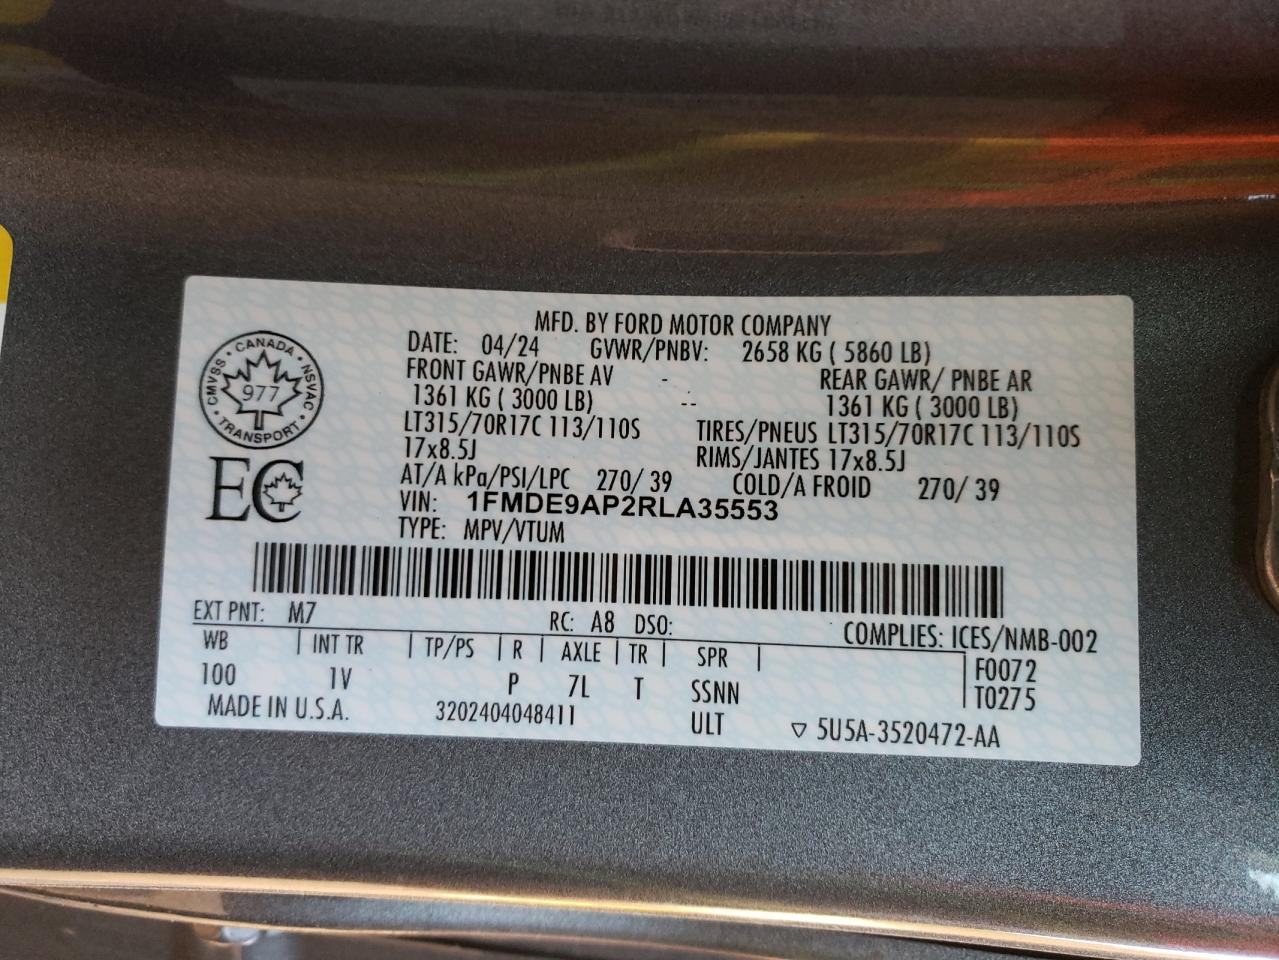 MFD. BY FORD MOTOR COMPANY
DATE: 04/24 GVWR/PNBV: 2658 KG ( 5860 LB)
FRONT GAWR/PNBE AV - REAR GAWR/ PNBE AR
1361 KG ( 3000 LB) -- 1361 KG ( 3000 LB)
LT315/70R17C 113/110S TIRES/PNEUS LT315/70R17C 113/110S
17x8.5J RIMS/JANTES 17x8.5J
AT/A kPa/PSI/LPC 270/ 39 COLD/A FROID 270/ 39
VIN: 1FMDE9AP2RLA35553
TYPE: MPV/VTUM
CANADA
CMVSS • NSVAC
977
TRANSPORT
EC
EXT PNT: M7 RC: A8 DSO: COMPLIES: ICES/NMB-002
WB | INT TR | TP/PS | R | AXLE | TR | SPR | F0072
100 1V P 7L T SSNN T0275
MADE IN U.S.A. 3202404048411 ULT ▽ 5U5A-3520472-AA